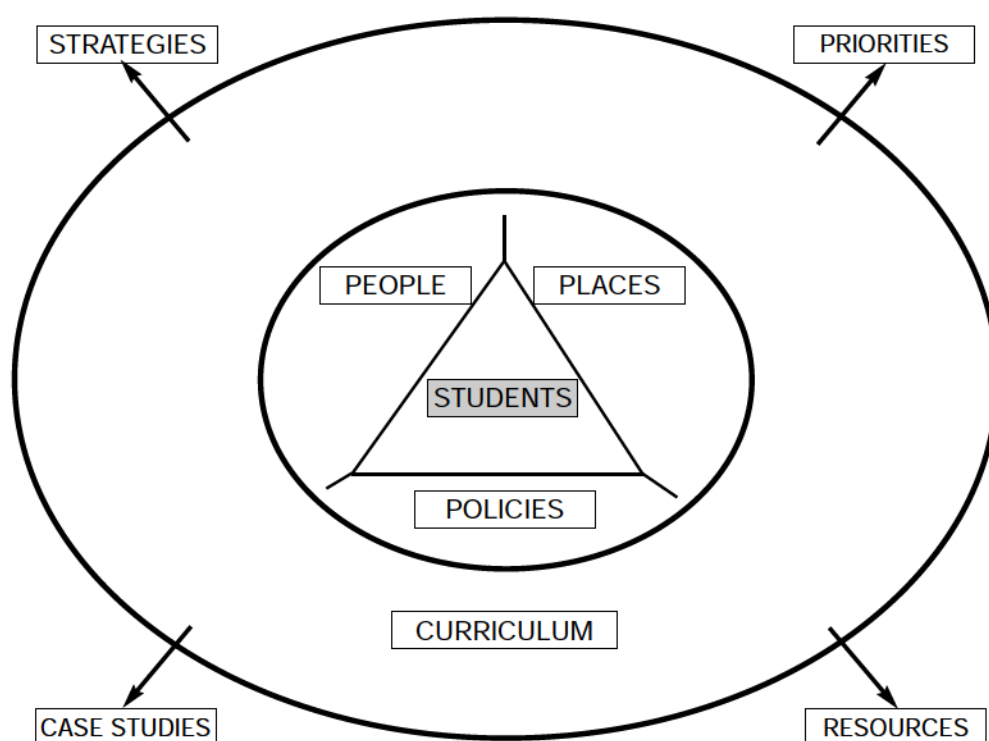 STRATEGIES
PRIORITIES
PEOPLE
PLACES
STUDENTS
POLICIES
CURRICULUM
CASE STUDIES
RESOURCES